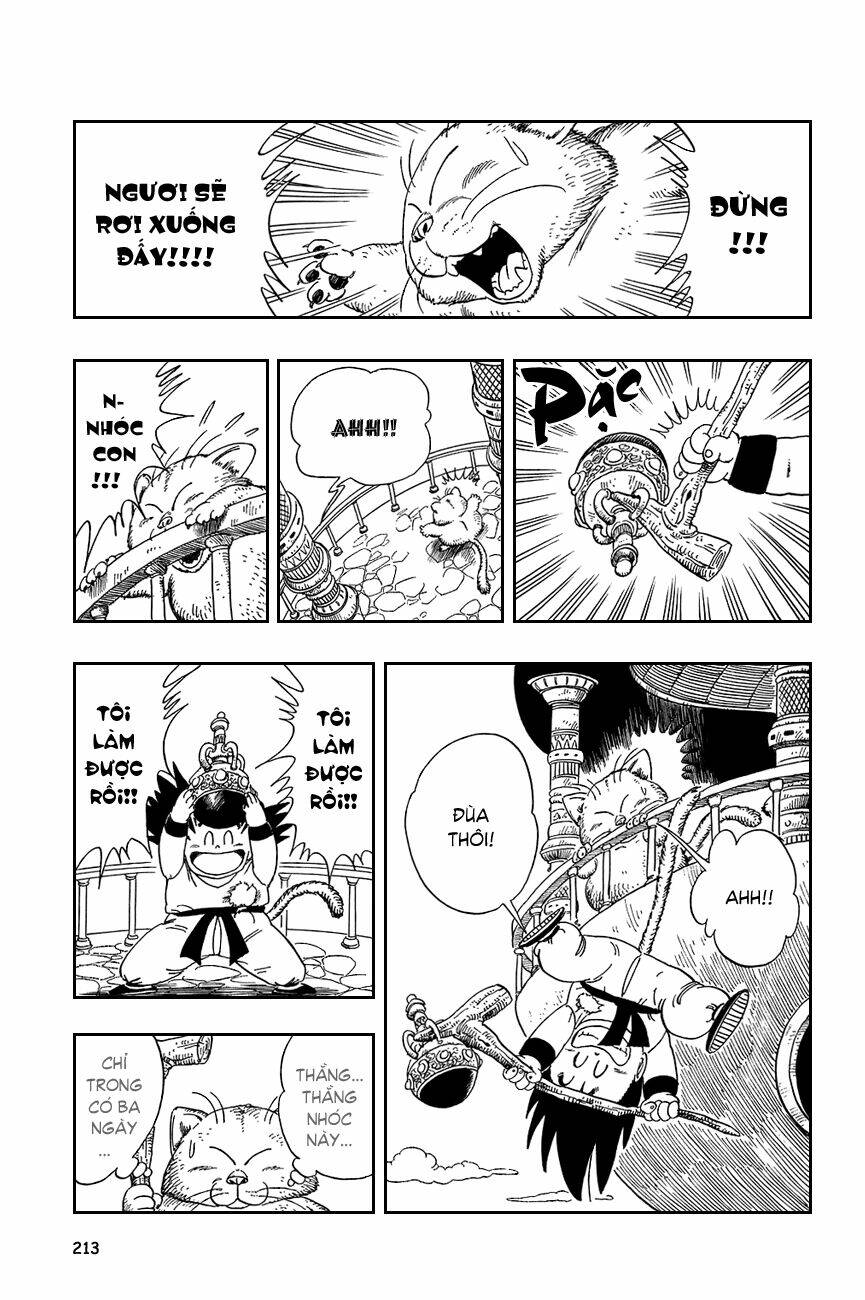 ĐỪNG
!!!
NGƯƠI SẼ
RƠI XUỐNG
ĐẤY!!!!
PẶC
AHH!!
N-
NHÓC
CON
!!!
AHH!!
ĐÙA
THÔI!
TÔI
LÀM
ĐƯỢC
RỒI!!
TÔI
LÀM
ĐƯỢC
RỒI!!
THẰNG...
THẰNG
NHÓC
NÀY...
CHỈ
TRONG
CÓ BA
NGÀY
...
213